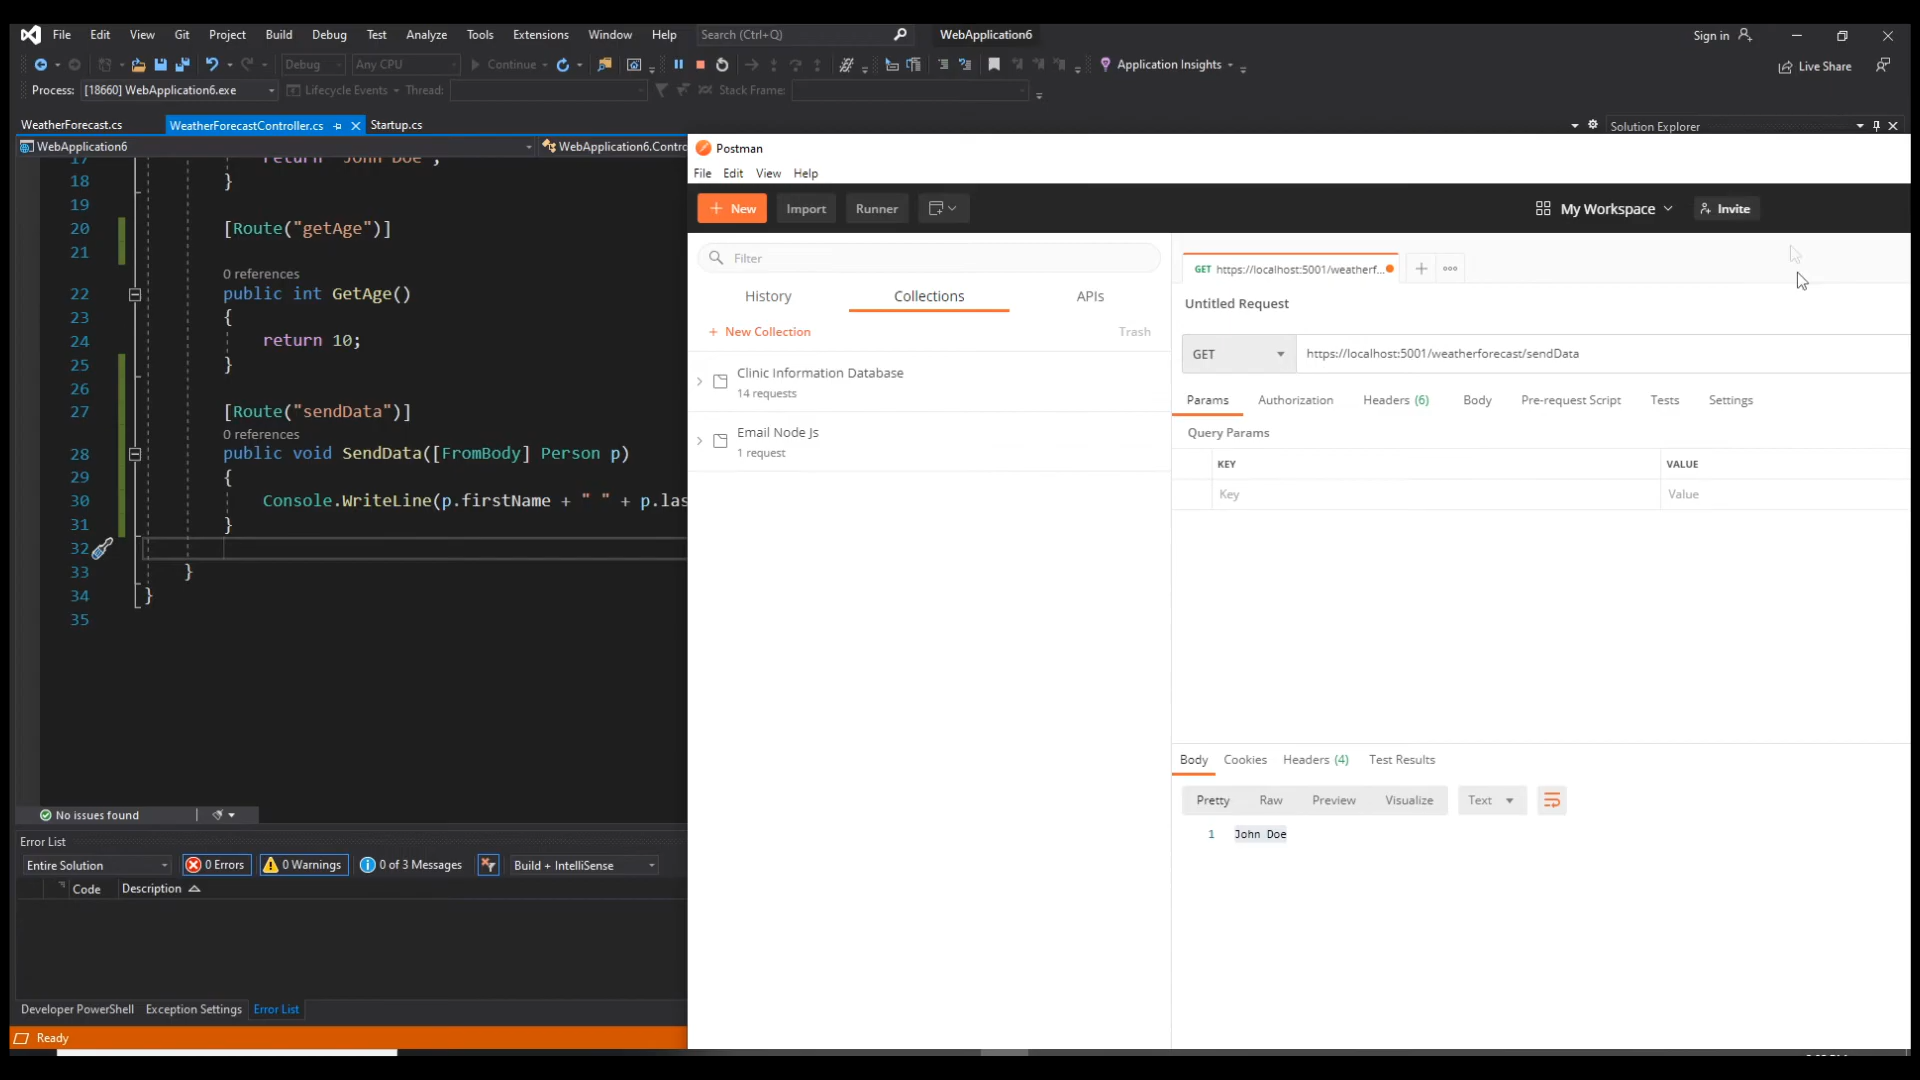 File Edit View Git Project Build Debug Test Analyze Tools Extensions Window Help Search (Ctrl+Q) WebApplication6 Sign in
Debug Any CPU Continue Application Insights Live Share
Process: [18660] WebApplication6.exe Lifecycle Events Thread: Stack Frame:
WeatherForecast.cs WeatherForecastController.cs Startup.cs Solution Explorer
WebApplication6 WebApplication6.Contro
17 return "John Doe";
18 }
19
20 [Route("getAge")]
21
0 references
22 public int GetAge()
23 {
24 return 10;
25 }
26
27 [Route("sendData")]
0 references
28 public void SendData([FromBody] Person p)
29 {
30 Console.WriteLine(p.firstName + " " + p.las
31 }
32
33 }
34 }
35
No issues found
Error List
Entire Solution 0 Errors 0 Warnings 0 of 3 Messages Build + IntelliSense
Code Description
Developer PowerShell Exception Settings Error List
Ready
Postman
File Edit View Help
New Import Runner My Workspace Invite
Filter
History Collections APIs
+ New Collection Trash
Clinic Information Database
14 requests
Email Node Js
1 request
GET https://localhost:5001/weatherf...
Untitled Request
GET https://localhost:5001/weatherforecast/sendData
Params Authorization Headers (6) Body Pre-request Script Tests Settings
Query Params
KEY VALUE
Key Value
Body Cookies Headers (4) Test Results
Pretty Raw Preview Visualize Text
1 John Doe